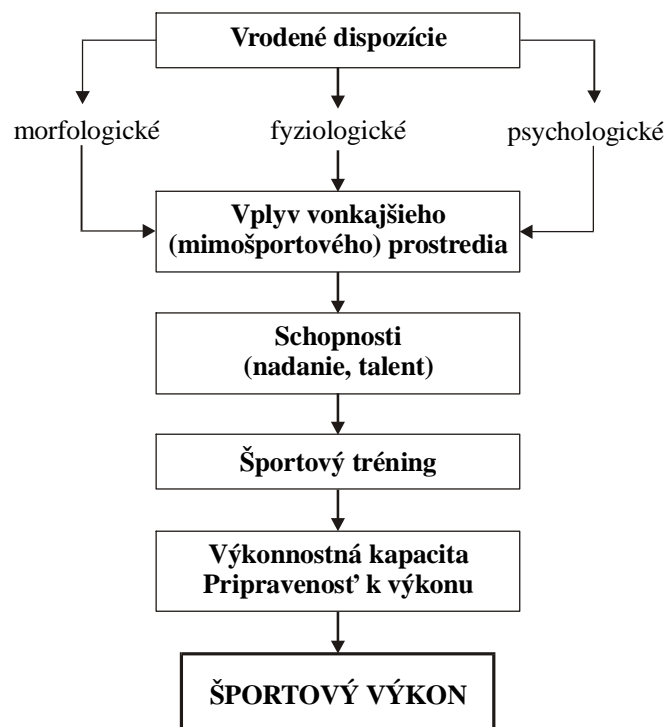 Vrodené dispozície
morfologické
fyziologické
psychologické
Vplyv vonkajšieho
(mimošportového) prostredia
Schopnosti
(nadanie, talent)
Športový tréning
Výkonnostná kapacita
Pripravenosť k výkonu
ŠPORTOVÝ VÝKON